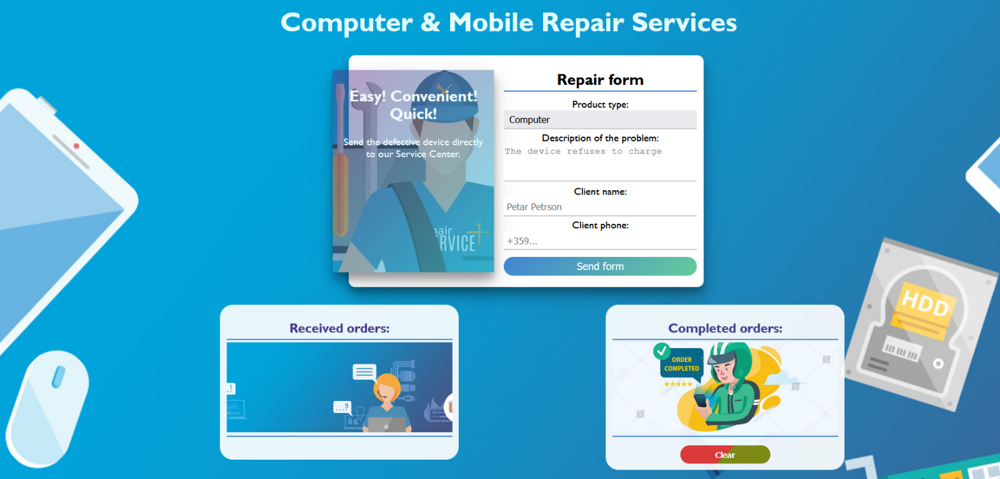 Computer & Mobile Repair Services
Easy! Convenient!
Quick!
Send the defective device directly
to our Service Center.
pair
RVICE
Repair form
Product type:
Computer
Description of the problem:
The device refuses to charge
Client name:
Petar Petrson
Client phone:
+359...
Send form
HDD
Received orders:
..!
...?
Completed orders:
ORDER
COMPLETED
Clear